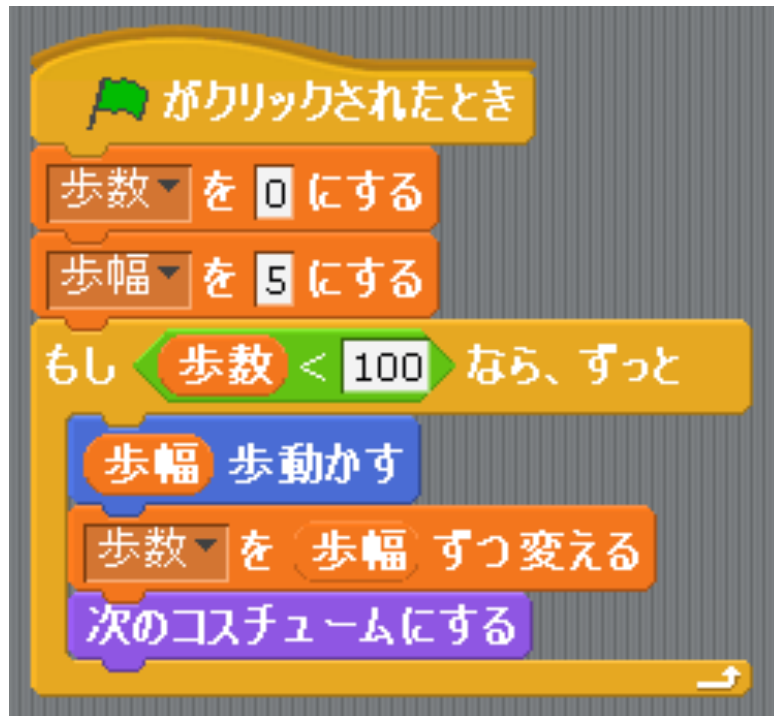 がクリックされたとき
歩数 を 0 にする
歩幅 を 5 にする
もし 歩数 < 100 なら、ずっと
歩幅 歩動かす
歩数 を 歩幅 ずつ変える
次のコスチュームにする